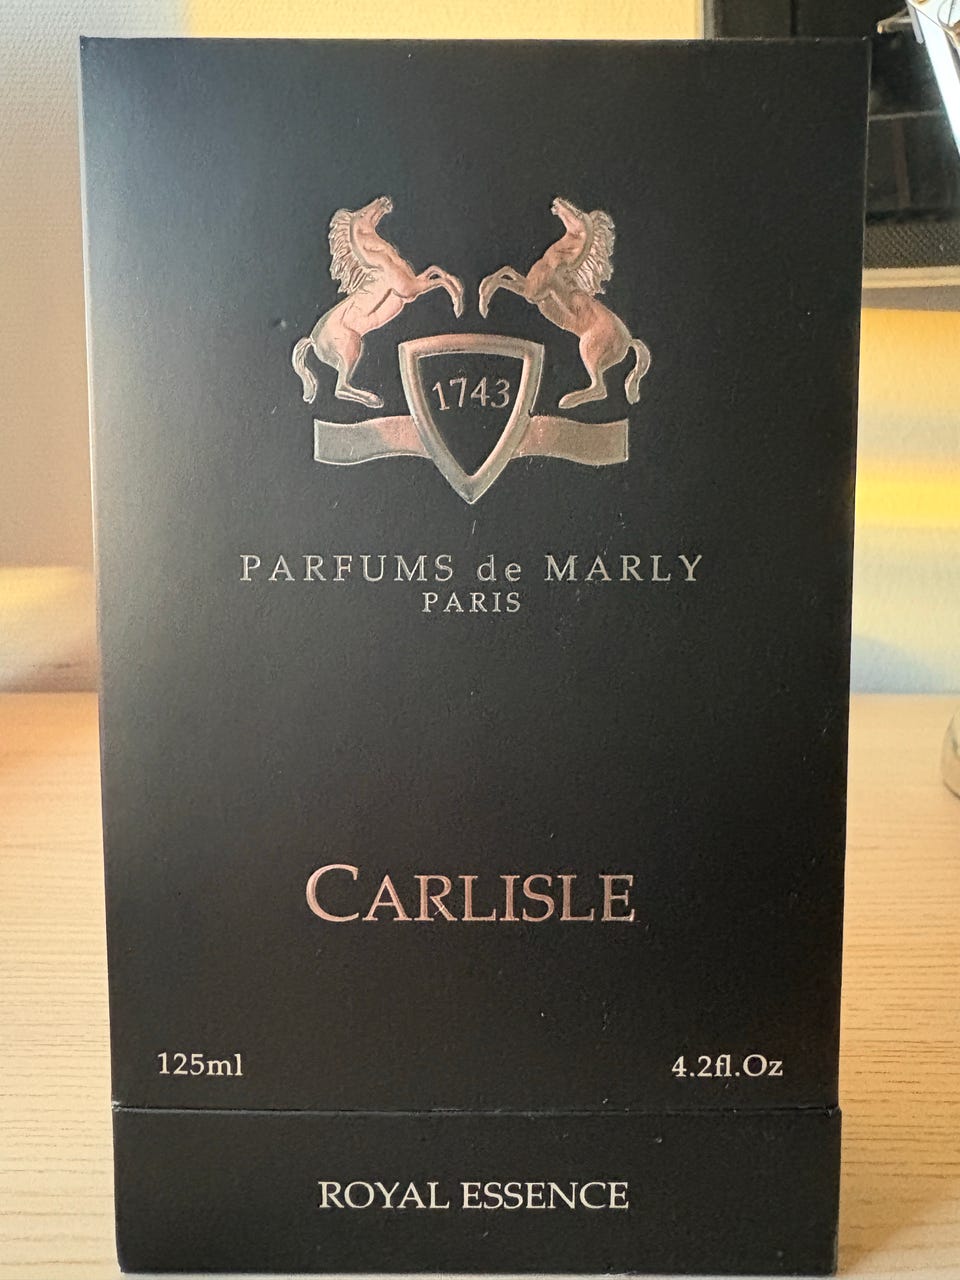 1743
PARFUMS de MARLY
PARIS
CARLISLE
125ml 4.2fl.Oz
ROYAL ESSENCE